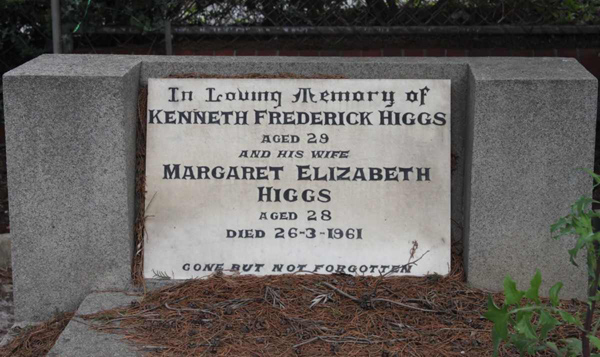 In Loving Memory of
KENNETH FREDERICK HIGGS
AGED 29
AND HIS WIFE
MARGARET ELIZABETH
HIGGS
AGED 28
DIED 26-3-1961
GONE BUT NOT FORGOTTEN